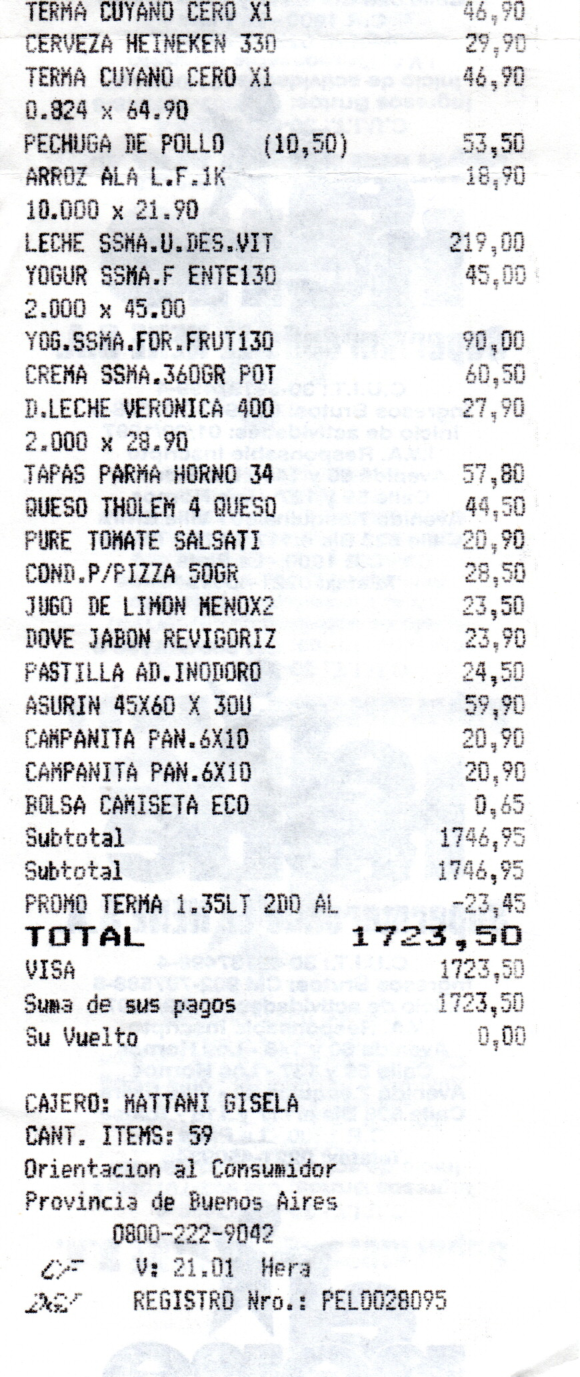 TERMA CUYANO CERO X1 46,90
CERVEZA HEINEKEN 330 29,90
TERMA CUYANO CERO X1 46,90
0.824 x 64.90
PECHUGA DE POLLO (10,50) 53,50
ARROZ ALA L.F.1K 18,90
10.000 x 21.90
LECHE SSMA.U.DES.VIT 219,00
YOGUR SSMA.F ENTE130 45,00
2.000 x 45.00
YOG.SSMA.FOR.FRUT130 90,00
CREMA SSMA.360GR POT 60,50
D.LECHE VERONICA 400 27,90
2.000 x 28.90
TAPAS PARMA HORNO 34 57,80
QUESO THOLEM / QUESO 44,50
PURE TOMATE SALSATI 20,90
COND.P/PIZZA 50GR 28,50
JUGO DE LIMON MENOX2 23,50
DOVE JABON REVIGORIZ 23,90
PASTILLA AD.INODORO 24,50
ASURIN 45X60 X 30U 59,90
CAMPANITA PAN.6X10 20,90
CAMPANITA PAN.6X10 20,90
BOLSA CAMISETA ECO 0,65
Subtotal 1746,95
Subtotal 1746,95
PROMO TERMA 1.35LT 2DO AL -23,45
TOTAL 1723,50
VISA 1723,50
Suma de sus pagos 1723,50
Su Vuelto 0,00
CAJERO: MATTANI GISELA
CANT. ITEMS: 59
Orientacion al Consumidor
Provincia de Buenos Aires
0800-222-9042
CF V: 21.01 Hera
REGISTRO Nro.: PEL0028095